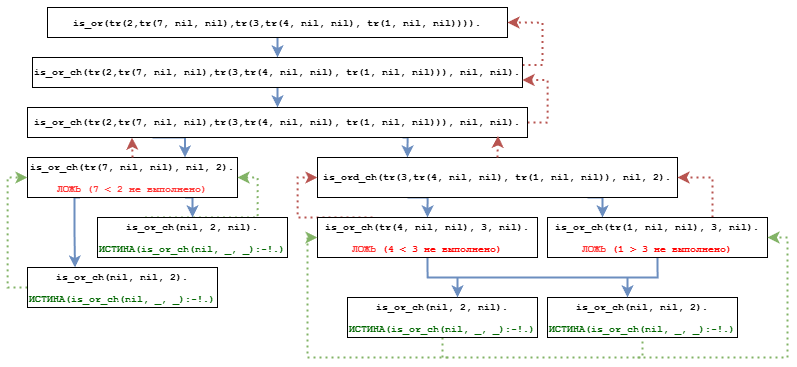 is_or(tr(2,tr(7, nil, nil),tr(3,tr(4, nil, nil), tr(1, nil, nil)))).
is_or_ch(tr(2,tr(7, nil, nil),tr(3,tr(4, nil, nil), tr(1, nil, nil))), nil, nil).
is_or_ch(tr(2,tr(7, nil, nil),tr(3,tr(4, nil, nil), tr(1, nil, nil))), nil, nil).
is_or_ch(tr(7, nil, nil), nil, 2).
ЛОЖЬ (7 < 2 не выполнено)
is_ord_ch(tr(3,tr(4, nil, nil), tr(1, nil, nil)), nil, 2).
is_or_ch(nil, 2, nil).
ИСТИНА(is_or_ch(nil, _, _):-!.)
is_or_ch(tr(4, nil, nil), 3, nil).
ЛОЖЬ (4 < 3 не выполнено)
is_or_ch(tr(1, nil, nil), 3, nil).
ЛОЖЬ (1 > 3 не выполнено)
is_or_ch(nil, nil, 2).
ИСТИНА(is_or_ch(nil, _, _):-!.)
is_or_ch(nil, 2, nil).
ИСТИНА(is_or_ch(nil, _, _):-!.)
is_or_ch(nil, nil, 2).
ИСТИНА(is_or_ch(nil, _, _):-!.)